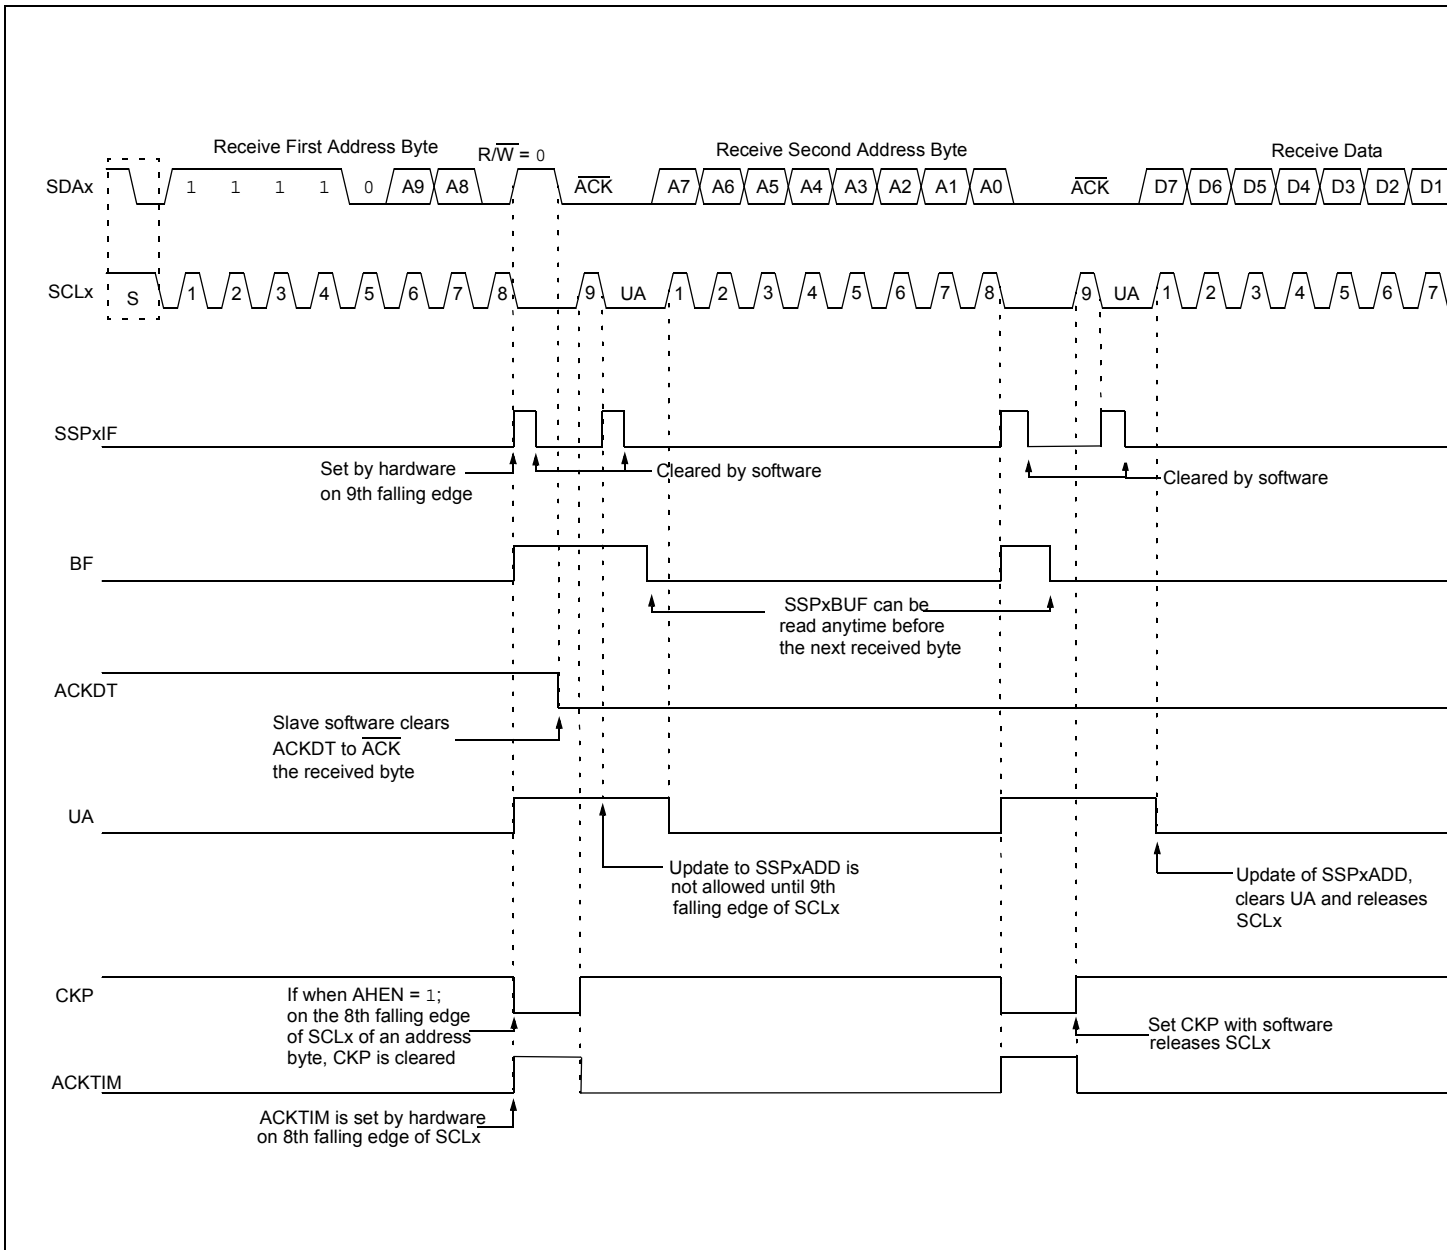 Receive First Address Byte
R/W = 0
Receive Second Address Byte
Receive Data
SDAx
1 1 1 1 0 A9 A8
ACK
A7 A6 A5 A4 A3 A2 A1 A0
ACK
D7 D6 D5 D4 D3 D2 D1
SCLx
S
1 2 3 4 5 6 7 8 9 UA 1 2 3 4 5 6 7 8 9 UA 1 2 3 4 5 6 7
SSPxIF
Set by hardware
on 9th falling edge
Cleared by software
Cleared by software
BF
SSPxBUF can be
read anytime before
the next received byte
ACKDT
Slave software clears
ACKDT to ACK
the received byte
UA
Update to SSPxADD is
not allowed until 9th
falling edge of SCLx
Update of SSPxADD,
clears UA and releases
SCLx
CKP
If when AHEN = 1;
on the 8th falling edge
of SCLx of an address
byte, CKP is cleared
Set CKP with software
releases SCLx
ACKTIM
ACKTIM is set by hardware
on 8th falling edge of SCLx